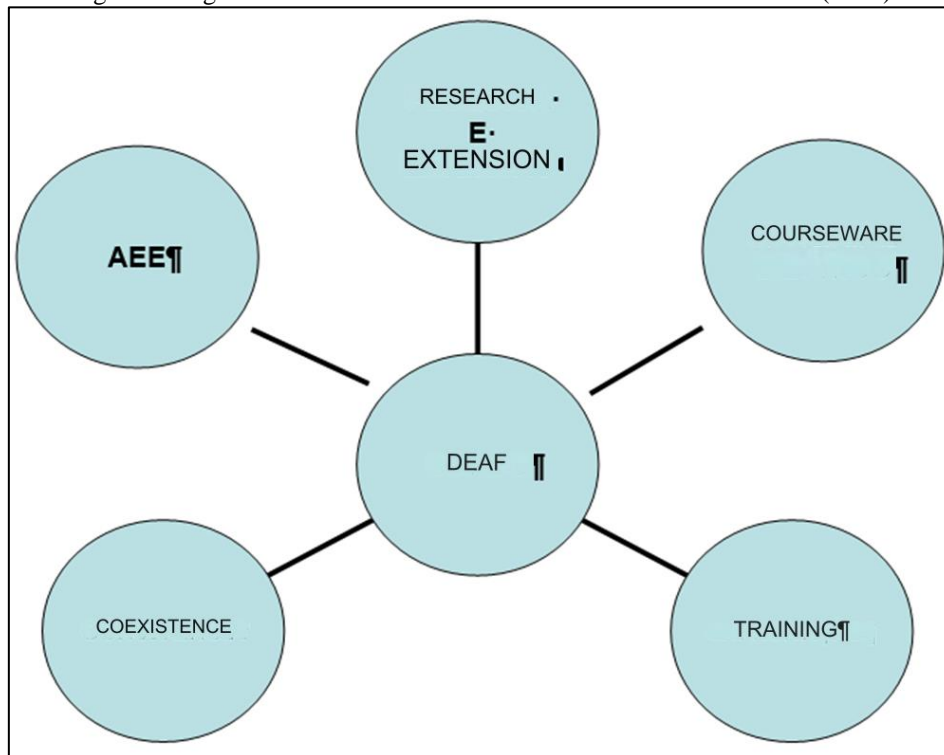 RESEARCH ·
E·
EXTENSION
AEE¶
COURSEWARE
¶
DEAF ¶
COEXISTENCE
TRAINING¶